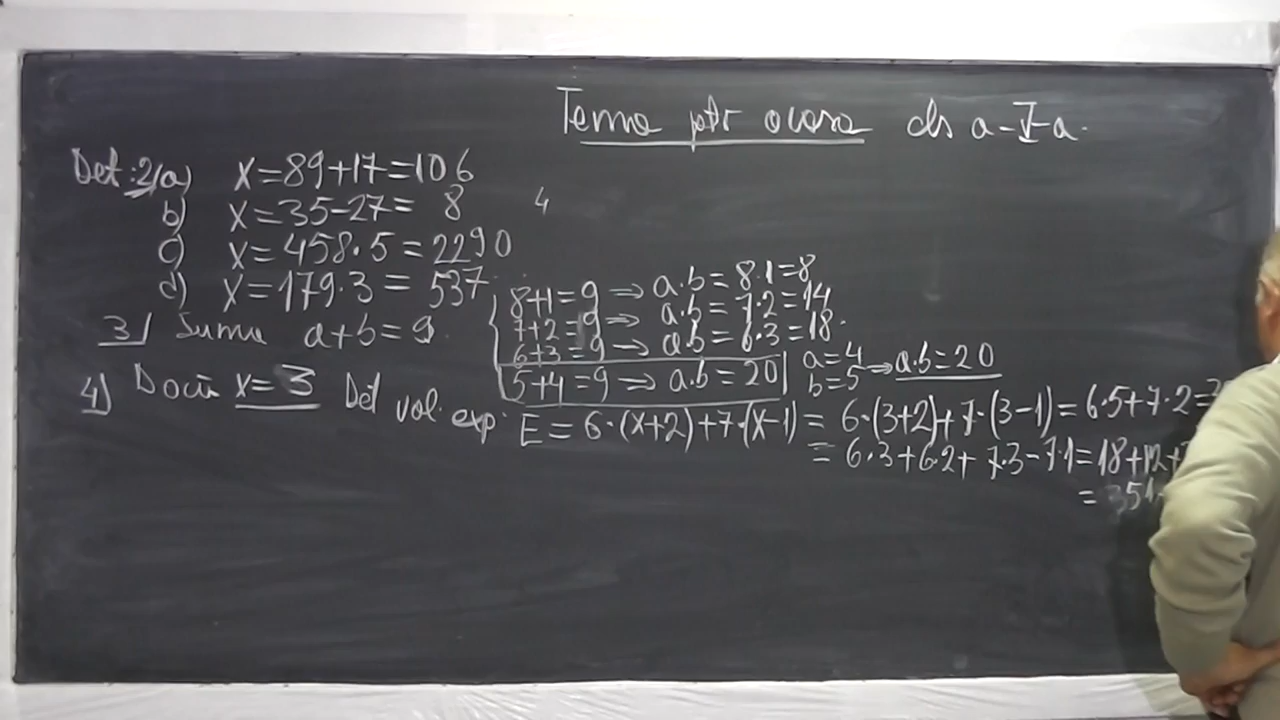 Tema ptr acasa cls a-V-a.
Det: 2/a) x=89+17=106
b) x=35-27= 8
4
c) x=458·5=2290
d) x=179·3= 537
8+1=9 ⇒ a·b=8·1=8
7+2=9 ⇒ a·b=7·2=14
3/ Suma a+b=9
6+3=9 → a·b=6·3=18.
5+4=9 ⇒ a·b=20
a=4
b=5 ⇒ a·b=20
4) Dacă x=3 Det val. exp: E=6·(x+2)+7·(x-1)=6·(3+2)+7·(3-1)=6·5+7·2=
=6·3+6·2+7·3-7·1=18+12+
=